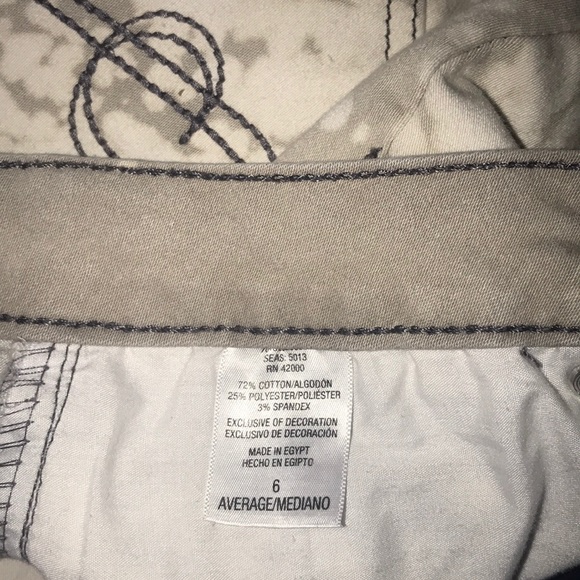 SEAS: 5013
RN 42000
72% COTTON/ALGODÓN
25% POLYESTER/POLIÉSTER
3% SPANDEX
EXCLUSIVE OF DECORATION
EXCLUSIVO DE DECORACIÓN
MADE IN EGYPT
HECHO EN EGIPTO
6
AVERAGE/MEDIANO